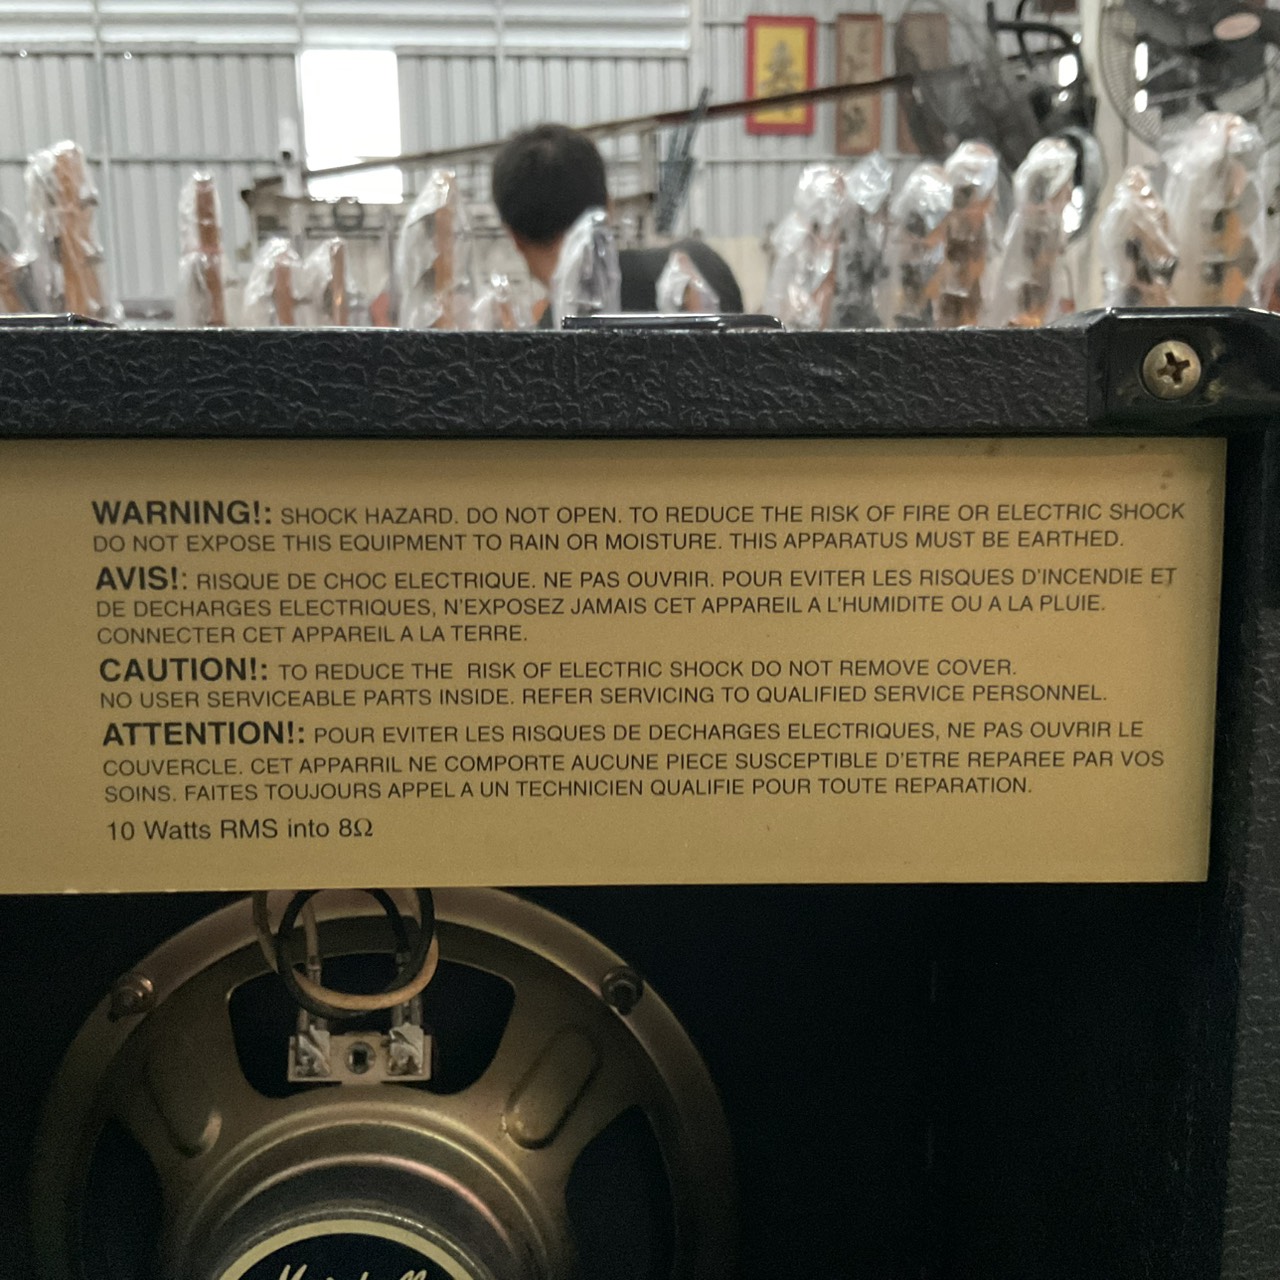 WARNING!: SHOCK HAZARD. DO NOT OPEN. TO REDUCE THE RISK OF FIRE OR ELECTRIC SHOCK
DO NOT EXPOSE THIS EQUIPMENT TO RAIN OR MOISTURE. THIS APPARATUS MUST BE EARTHED.
AVIS!: RISQUE DE CHOC ELECTRIQUE. NE PAS OUVRIR. POUR EVITER LES RISQUES D'INCENDIE ET
DE DECHARGES ELECTRIQUES, N'EXPOSEZ JAMAIS CET APPAREIL A L'HUMIDITE OU A LA PLUIE.
CONNECTER CET APPAREIL A LA TERRE.
CAUTION!: TO REDUCE THE RISK OF ELECTRIC SHOCK DO NOT REMOVE COVER.
NO USER SERVICEABLE PARTS INSIDE. REFER SERVICING TO QUALIFIED SERVICE PERSONNEL.
ATTENTION!: POUR EVITER LES RISQUES DE DECHARGES ELECTRIQUES, NE PAS OUVRIR LE
COUVERCLE. CET APPARRIL NE COMPORTE AUCUNE PIECE SUSCEPTIBLE D'ETRE REPAREE PAR VOS
SOINS. FAITES TOUJOURS APPEL A UN TECHNICIEN QUALIFIE POUR TOUTE REPARATION.
10 Watts RMS into 8Ω
Marshall